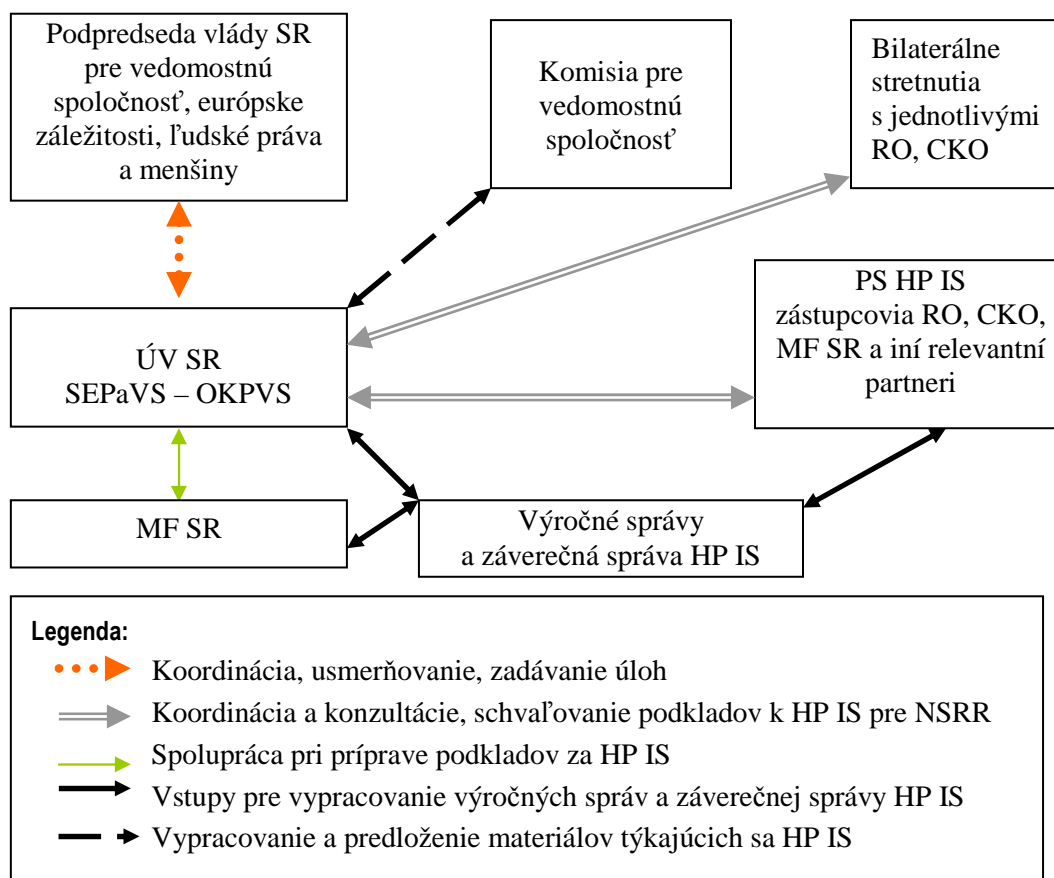 Podpredseda vlády SR
pre vedomostnú
spoločnosť, európske
záležitosti, ľudské práva
a menšiny
Komisia pre
vedomostnú
spoločnosť
Bilaterálne
stretnutia
s jednotlivými
RO, CKO
ÚV SR
SEPaVS – OKPVS
PS HP IS
zástupcovia RO, CKO,
MF SR a iní relevantní
partneri
MF SR
Výročné správy
a záverečná správa HP IS
Legenda:
Koordinácia, usmerňovanie, zadávanie úloh
Koordinácia a konzultácie, schvaľovanie podkladov k HP IS pre NSRR
Spolupráca pri príprave podkladov za HP IS
Vstupy pre vypracovanie výročných správ a záverečnej správy HP IS
Vypracovanie a predloženie materiálov týkajúcich sa HP IS